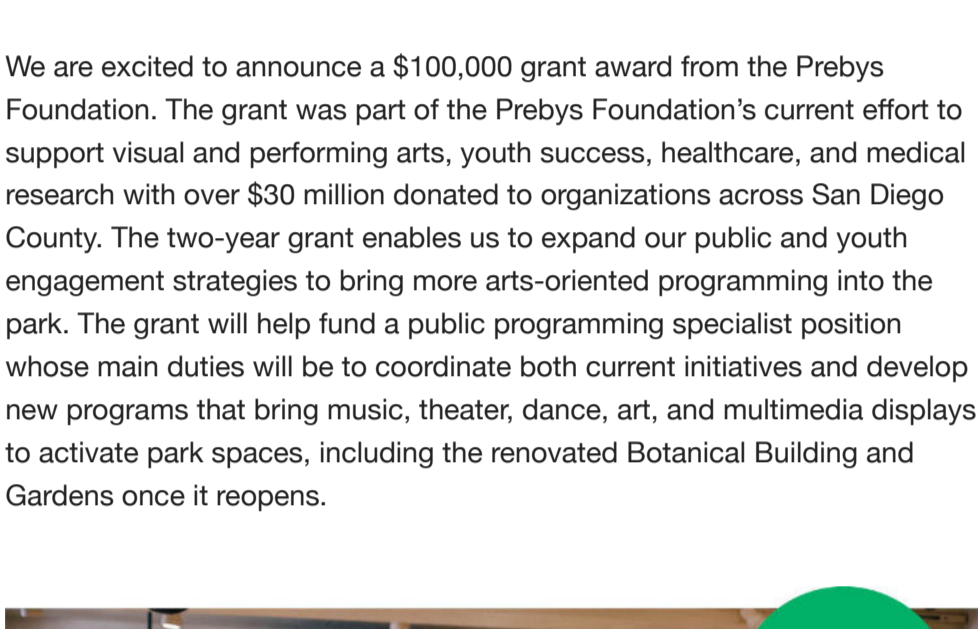 We are excited to announce a $100,000 grant award from the Prebys
Foundation. The grant was part of the Prebys Foundation’s current effort to
support visual and performing arts, youth success, healthcare, and medical
research with over $30 million donated to organizations across San Diego
County. The two-year grant enables us to expand our public and youth
engagement strategies to bring more arts-oriented programming into the
park. The grant will help fund a public programming specialist position
whose main duties will be to coordinate both current initiatives and develop
new programs that bring music, theater, dance, art, and multimedia displays
to activate park spaces, including the renovated Botanical Building and
Gardens once it reopens.